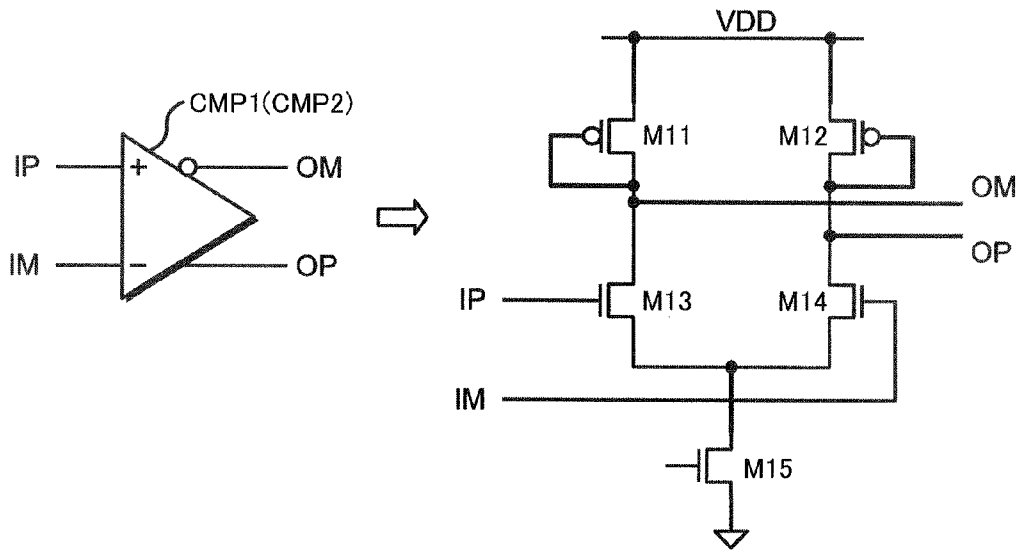 VDD
CMP1(CMP2)
IP + OM
IM - OP
M11 M12
OM
OP
IP M13 M14
IM
M15